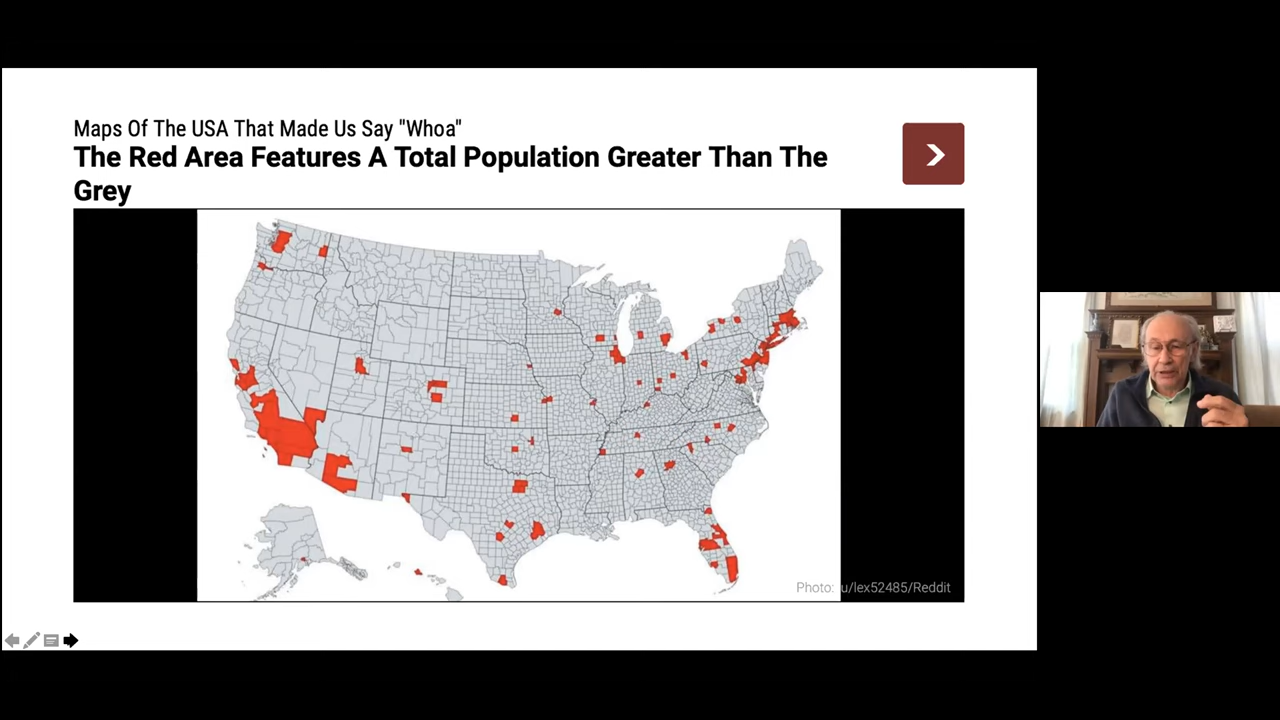 Maps Of The USA That Made Us Say "Whoa"
The Red Area Features A Total Population Greater Than The
Grey
Photo: u/lex52485/Reddit